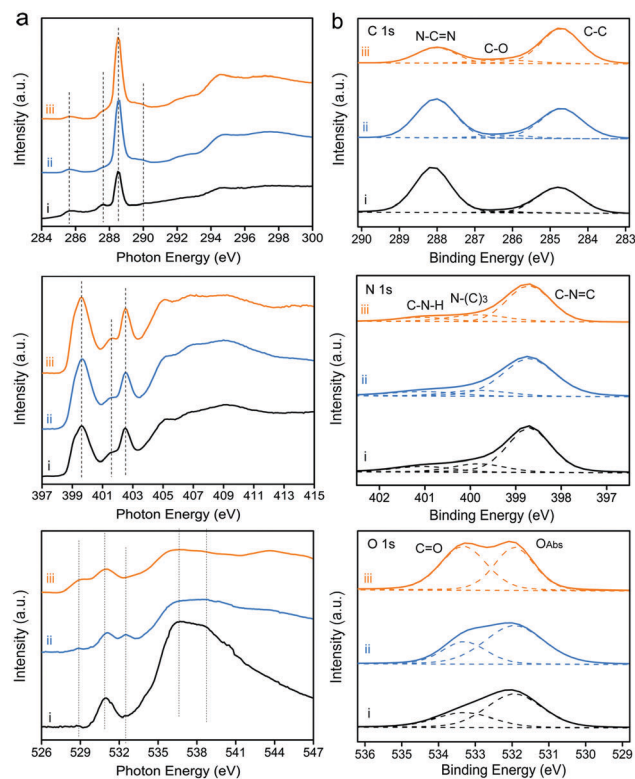 a
Intensity (a.u.)
iii
ii
i
284 286 288 290 292 294 296 298 300
Photon Energy (eV)
b
C 1s
N-C=N
C-O
C-C
Intensity (a.u.)
iii
ii
i
290 289 288 287 286 285 284 283
Binding Energy (eV)
Intensity (a.u.)
iii
ii
i
397 399 401 403 405 407 409 411 413 415
Photon Energy (eV)
N 1s
C-N-H
N-(C)3
C-N=C
Intensity (a.u.)
iii
ii
i
402 401 400 399 398 397
Binding Energy (eV)
Intensity (a.u.)
iii
ii
i
526 529 532 535 538 541 544 547
Photon Energy (eV)
O 1s
C=O
OAbs
Intensity (a.u.)
iii
ii
i
536 535 534 533 532 531 530 529
Binding Energy (eV)